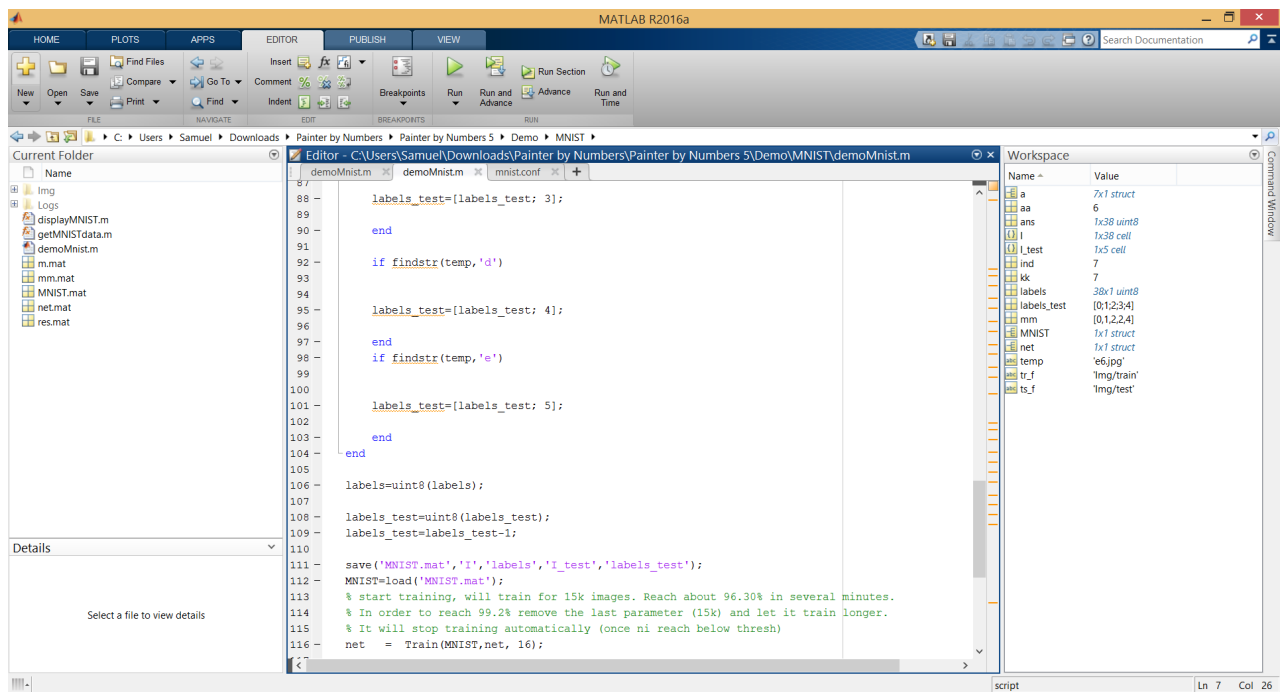 MATLAB R2016a
HOME PLOTS APPS EDITOR PUBLISH VIEW
Search Documentation
New Open Save Find Files Compare Print
Go To Find
Insert fx Comment Indent
Breakpoints
Run Run and Advance Run Section Advance Run and Time
FILE NAVIGATE EDIT BREAKPOINTS RUN
C: Users Samuel Downloads Painter by Numbers Painter by Numbers 5 Demo MNIST
Current Folder
Name
Img
Logs
displayMNIST.m
getMNISTdata.m
demoMnist.m
m.mat
mm.mat
MNIST.mat
net.mat
res.mat
Details
Select a file to view details
Editor - C:\Users\Samuel\Downloads\Painter by Numbers\Painter by Numbers 5\Demo\MNIST\demoMnist.m
demoMnist.m demoMnist.m mnist.conf +
87
88 – labels_test=[labels_test; 3];
89
90 – end
91
92 – if findstr(temp,'d')
93
94
95 – labels_test=[labels_test; 4];
96
97 – end
98 – if findstr(temp,'e')
99
100
101 – labels_test=[labels_test; 5];
102
103 – end
104 – end
105
106 – labels=uint8(labels);
107
108 – labels_test=uint8(labels_test);
109 – labels_test=labels_test-1;
110
111 – save('MNIST.mat','I','labels','I_test','labels_test');
112 – MNIST=load('MNIST.mat');
113 % start training, will train for 15k images. Reach about 96.30% in several minutes.
114 % In order to reach 99.2% remove the last parameter (15k) and let it train longer.
115 % It will stop training automatically (once ni reach below thresh)
116 – net = Train(MNIST,net, 16);
Workspace
Name Value
a 7x1 struct
aa 6
ans 1x38 uint8
I 1x38 cell
I_test 1x5 cell
ind 7
kk 7
labels 38x1 uint8
labels_test [0;1;2;3;4]
mm [0,1,2,2,4]
MNIST 1x1 struct
net 1x1 struct
temp 'e6.jpg'
tr_f 'Img/train'
ts_f 'Img/test'
Command Window
script Ln 7 Col 26